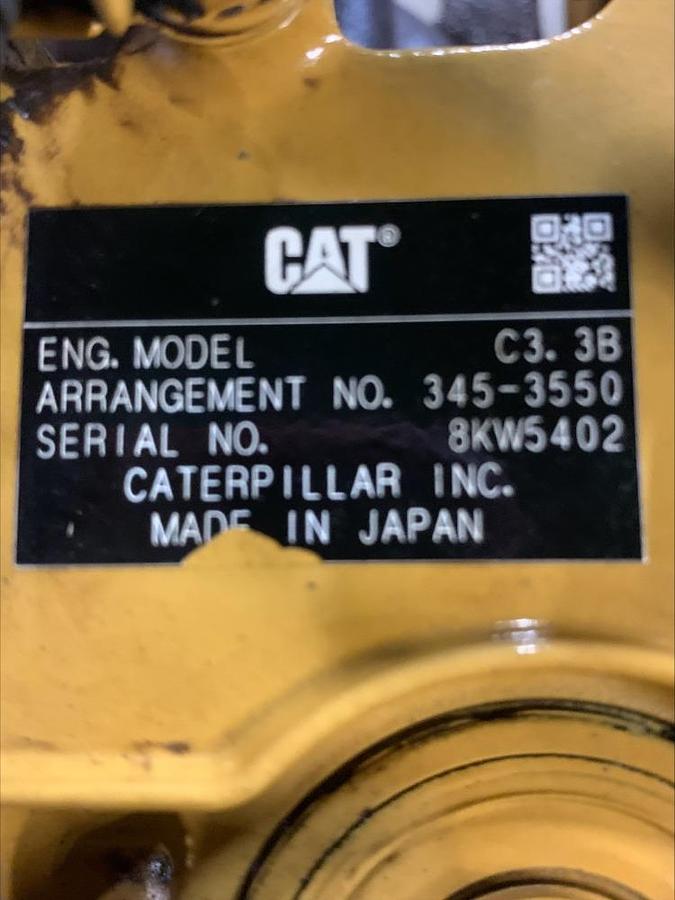 CAT®
ENG. MODEL C3.3B
ARRANGEMENT NO. 345-3550
SERIAL NO. 8KW5402
CATERPILLAR INC.
MADE IN JAPAN